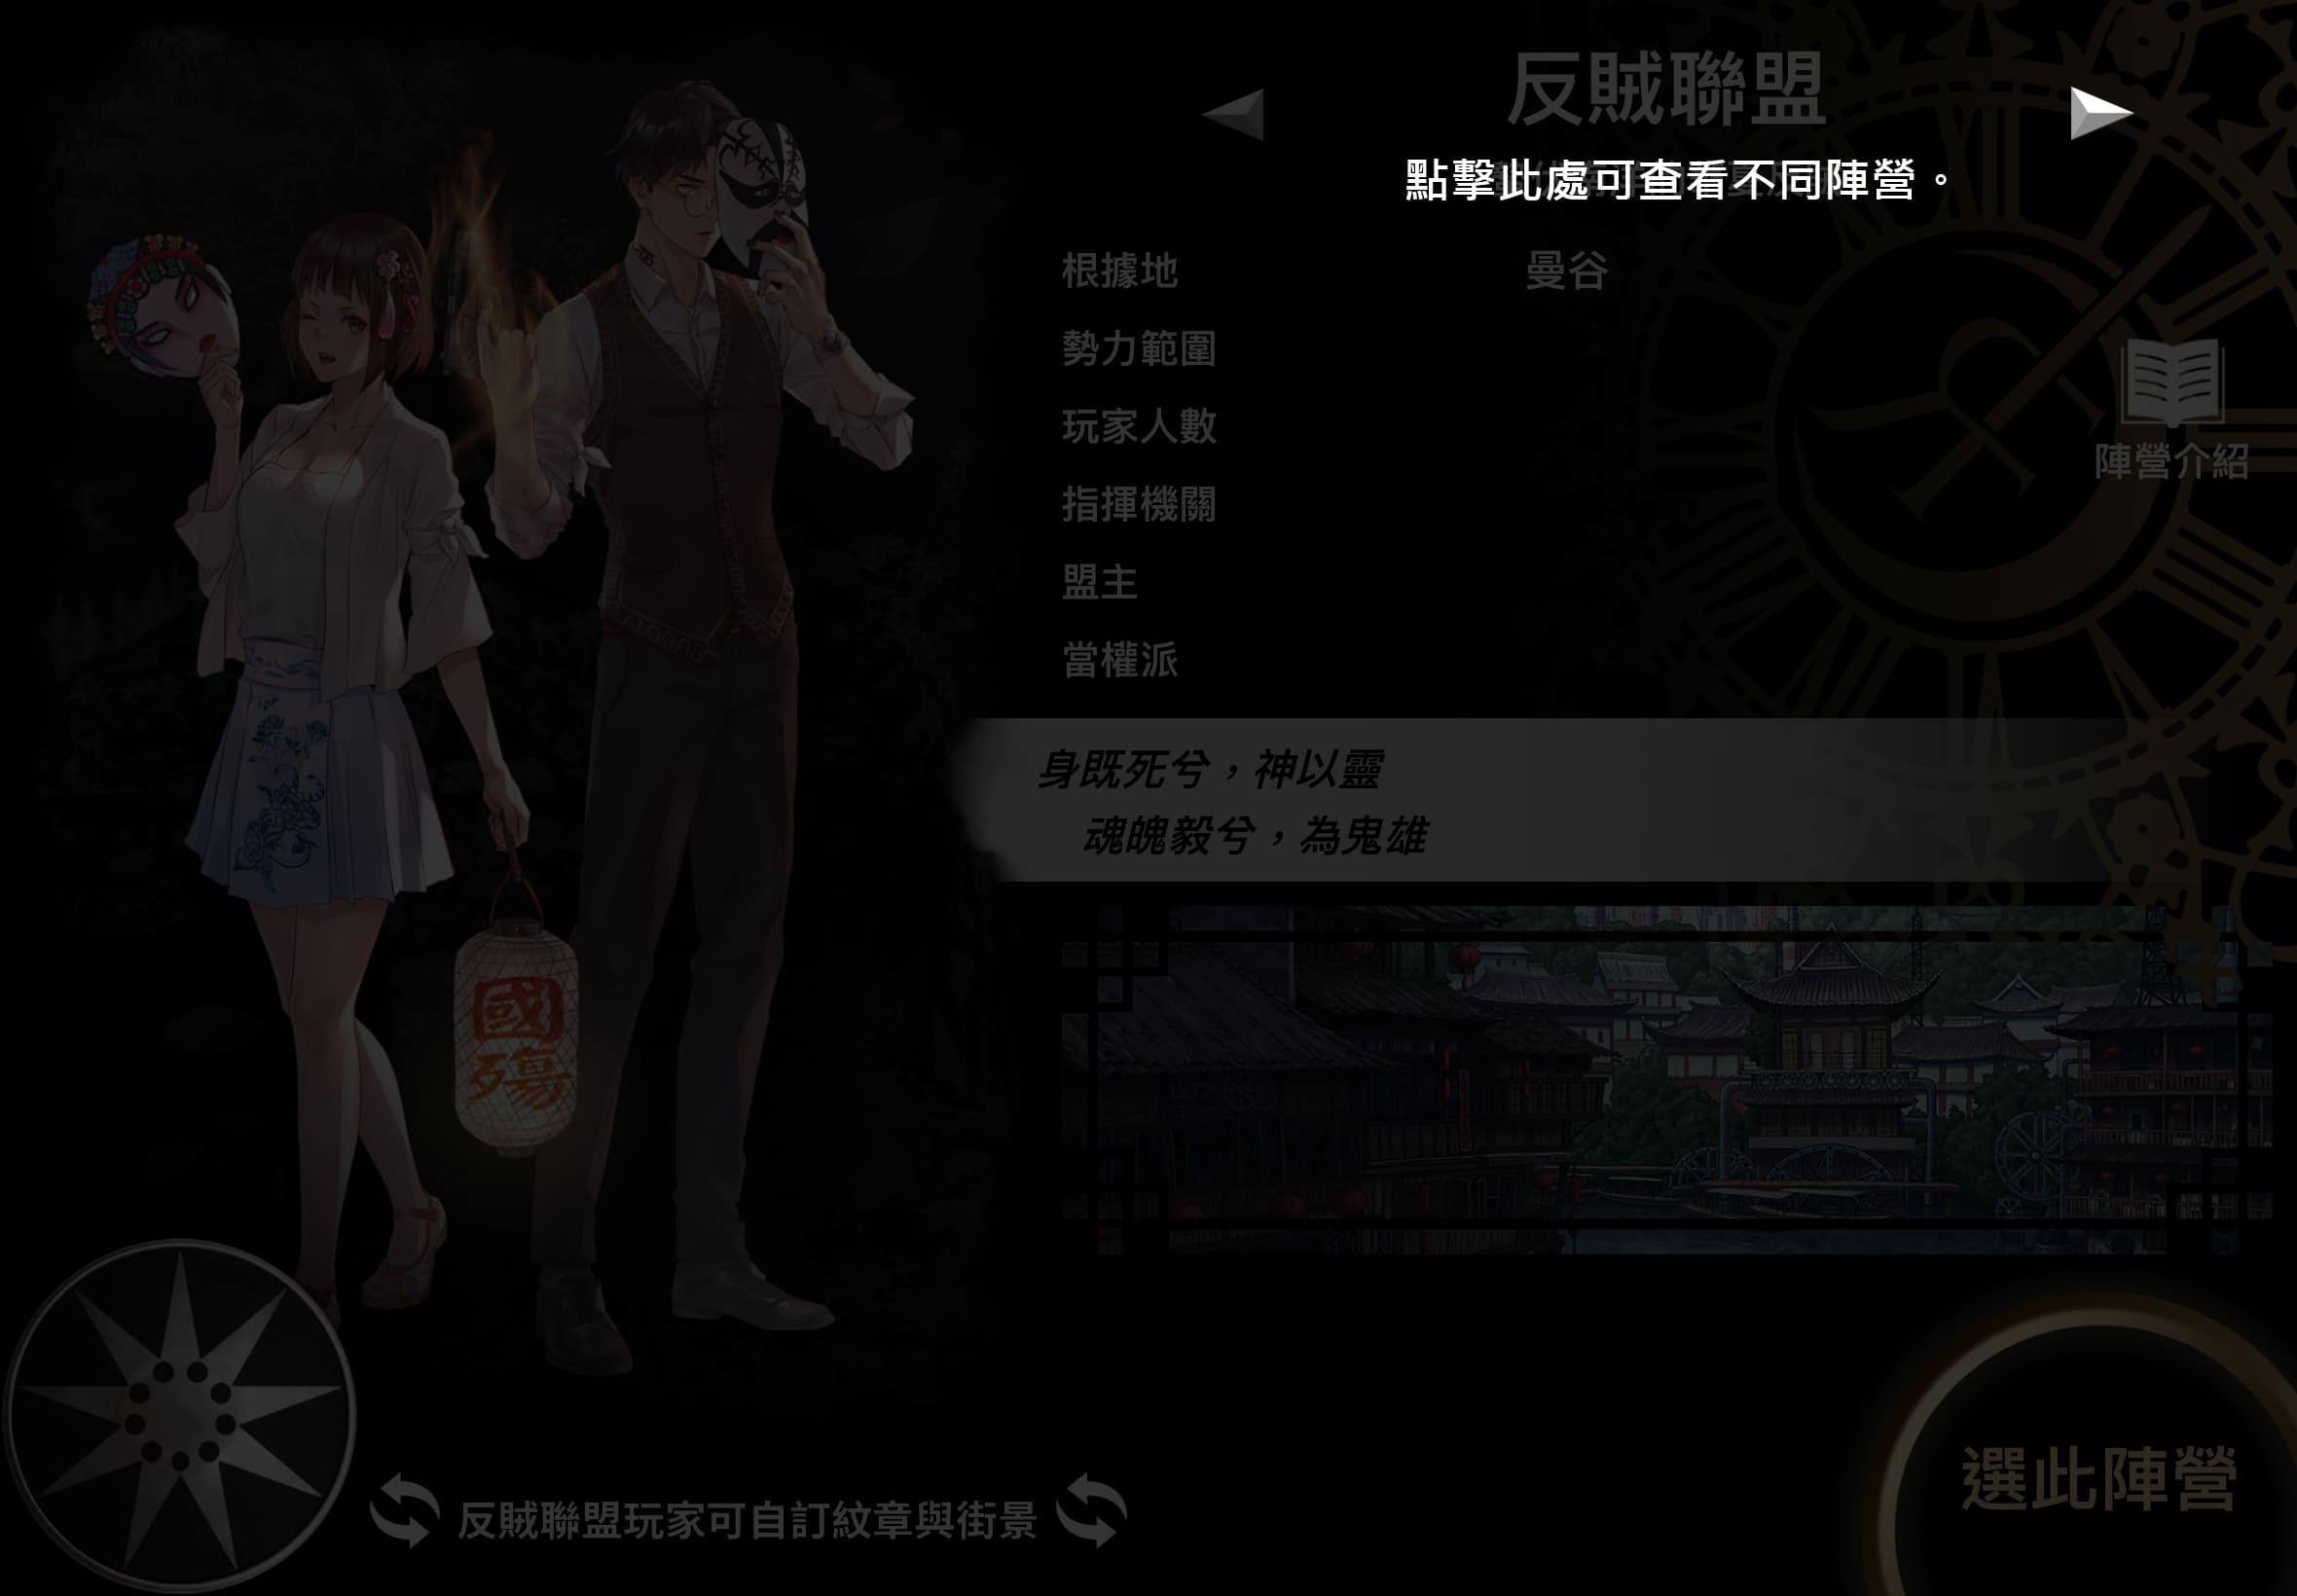 反賊聯盟
點擊此處可查看不同陣營。
根據地 曼谷
勢力範圍
玩家人數
指揮機關
盟主
當權派
陣營介紹
身既死兮，神以靈
魂魄毅兮，為鬼雄
國殤
反賊聯盟玩家可自訂紋章與街景
選此陣營